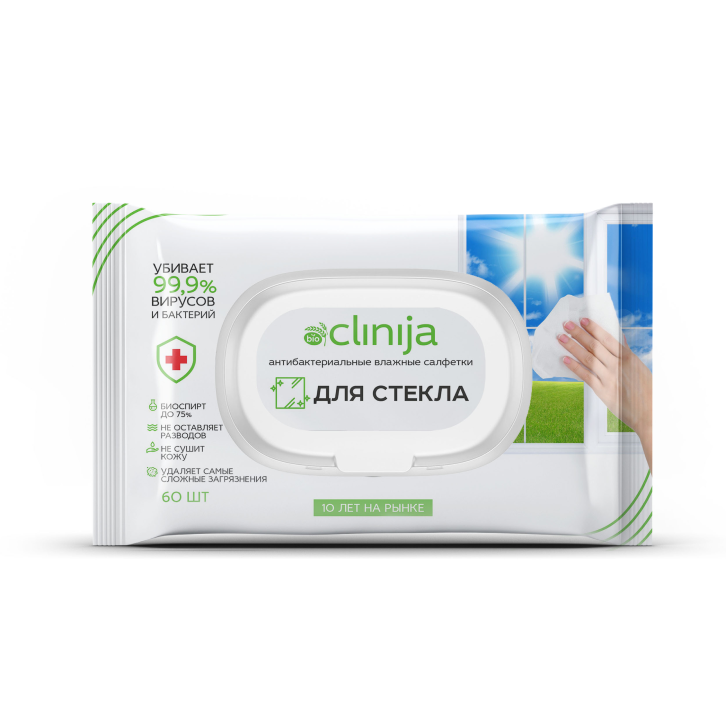 УБИВАЕТ
99,9%
ВИРУСОВ
И БАКТЕРИЙ
БИОСПИРТ
ДО 75%
НЕ ОСТАВЛЯЕТ
РАЗВОДОВ
НЕ СУШИТ
КОЖУ
УДАЛЯЕТ САМЫЕ
СЛОЖНЫЕ ЗАГРЯЗНЕНИЯ
60 ШТ
bio clinija
антибактериальные влажные салфетки
ДЛЯ СТЕКЛА
10 ЛЕТ НА РЫНКЕ